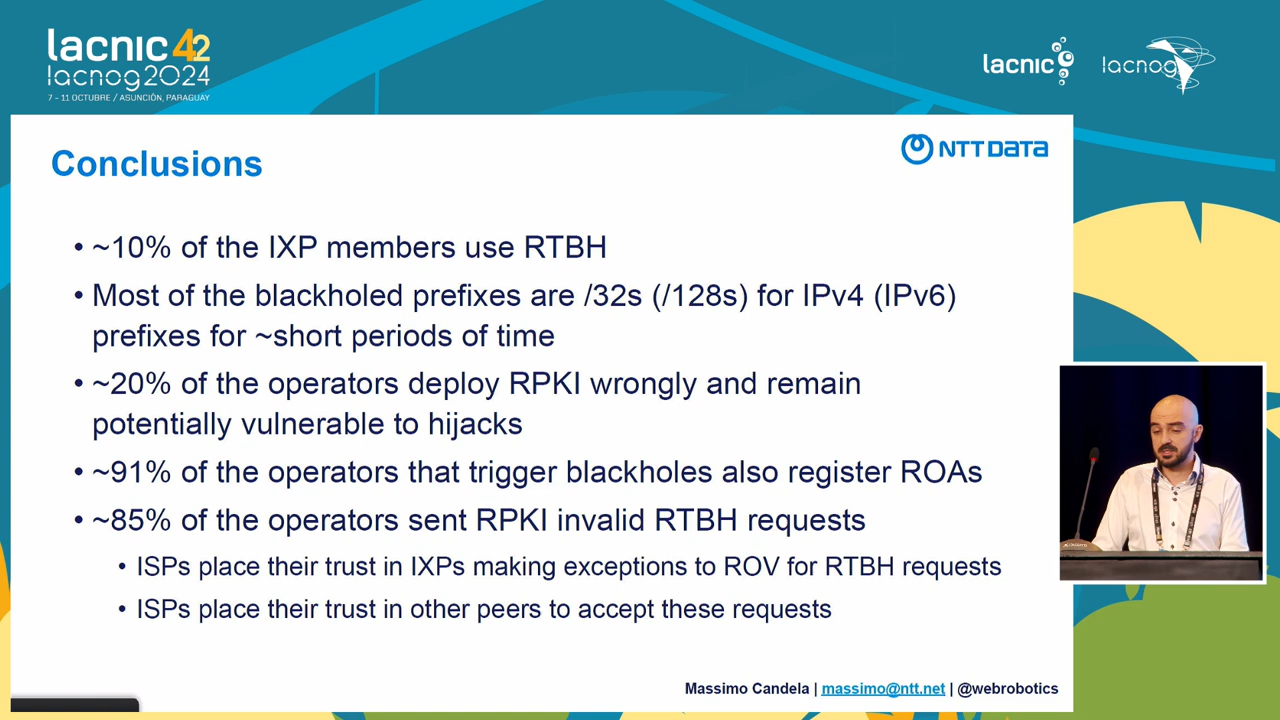 lacnic 42
lacnog2024
7 - 11 OCTUBRE / ASUNCIÓN, PARAGUAY
lacnic
lacnog
NTT DATA
Conclusions
• ~10% of the IXP members use RTBH
• Most of the blackholed prefixes are /32s (/128s) for IPv4 (IPv6)
prefixes for ~short periods of time
• ~20% of the operators deploy RPKI wrongly and remain
potentially vulnerable to hijacks
• ~91% of the operators that trigger blackholes also register ROAs
• ~85% of the operators sent RPKI invalid RTBH requests
• ISPs place their trust in IXPs making exceptions to ROV for RTBH requests
• ISPs place their trust in other peers to accept these requests
Massimo Candela | massimo@ntt.net | @webrobotics